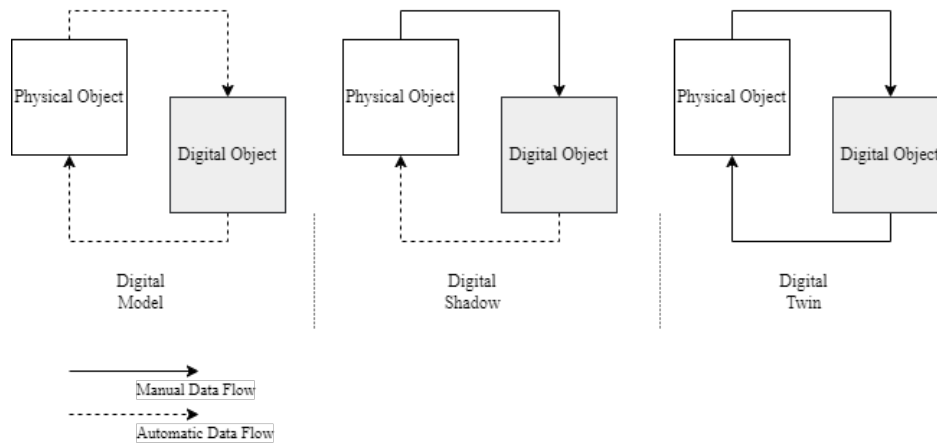 Physical Object
Digital Object
Digital
Model
Physical Object
Digital Object
Digital
Shadow
Physical Object
Digital Object
Digital
Twin
Manual Data Flow
Automatic Data Flow